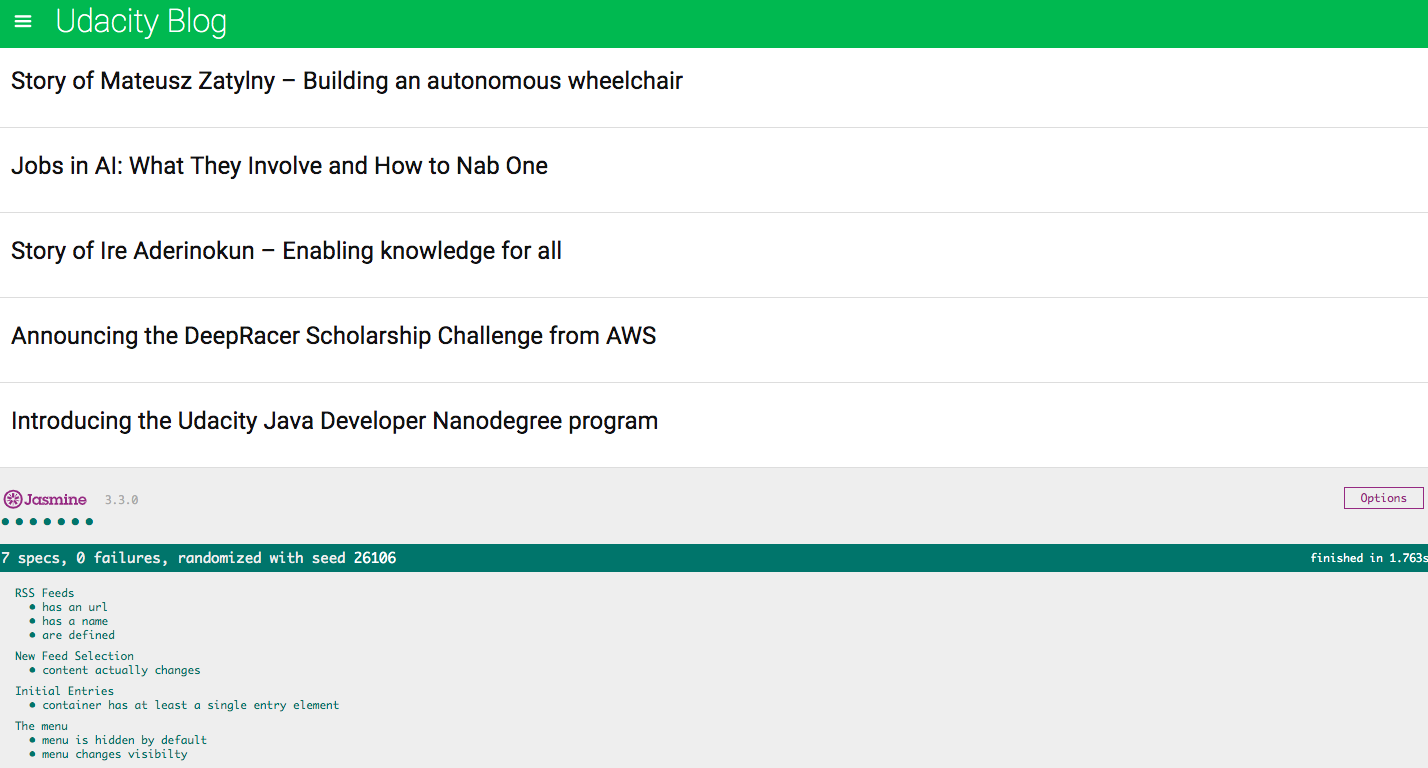 Udacity Blog
Story of Mateusz Zatylny – Building an autonomous wheelchair
Jobs in AI: What They Involve and How to Nab One
Story of Ire Aderinokun – Enabling knowledge for all
Announcing the DeepRacer Scholarship Challenge from AWS
Introducing the Udacity Java Developer Nanodegree program
Jasmine 3.3.0 Options
7 specs, 0 failures, randomized with seed 26106 finished in 1.763s
RSS Feeds
• has an url
• has a name
• are defined
New Feed Selection
• content actually changes
Initial Entries
• container has at least a single entry element
The menu
• menu is hidden by default
• menu changes visibilty